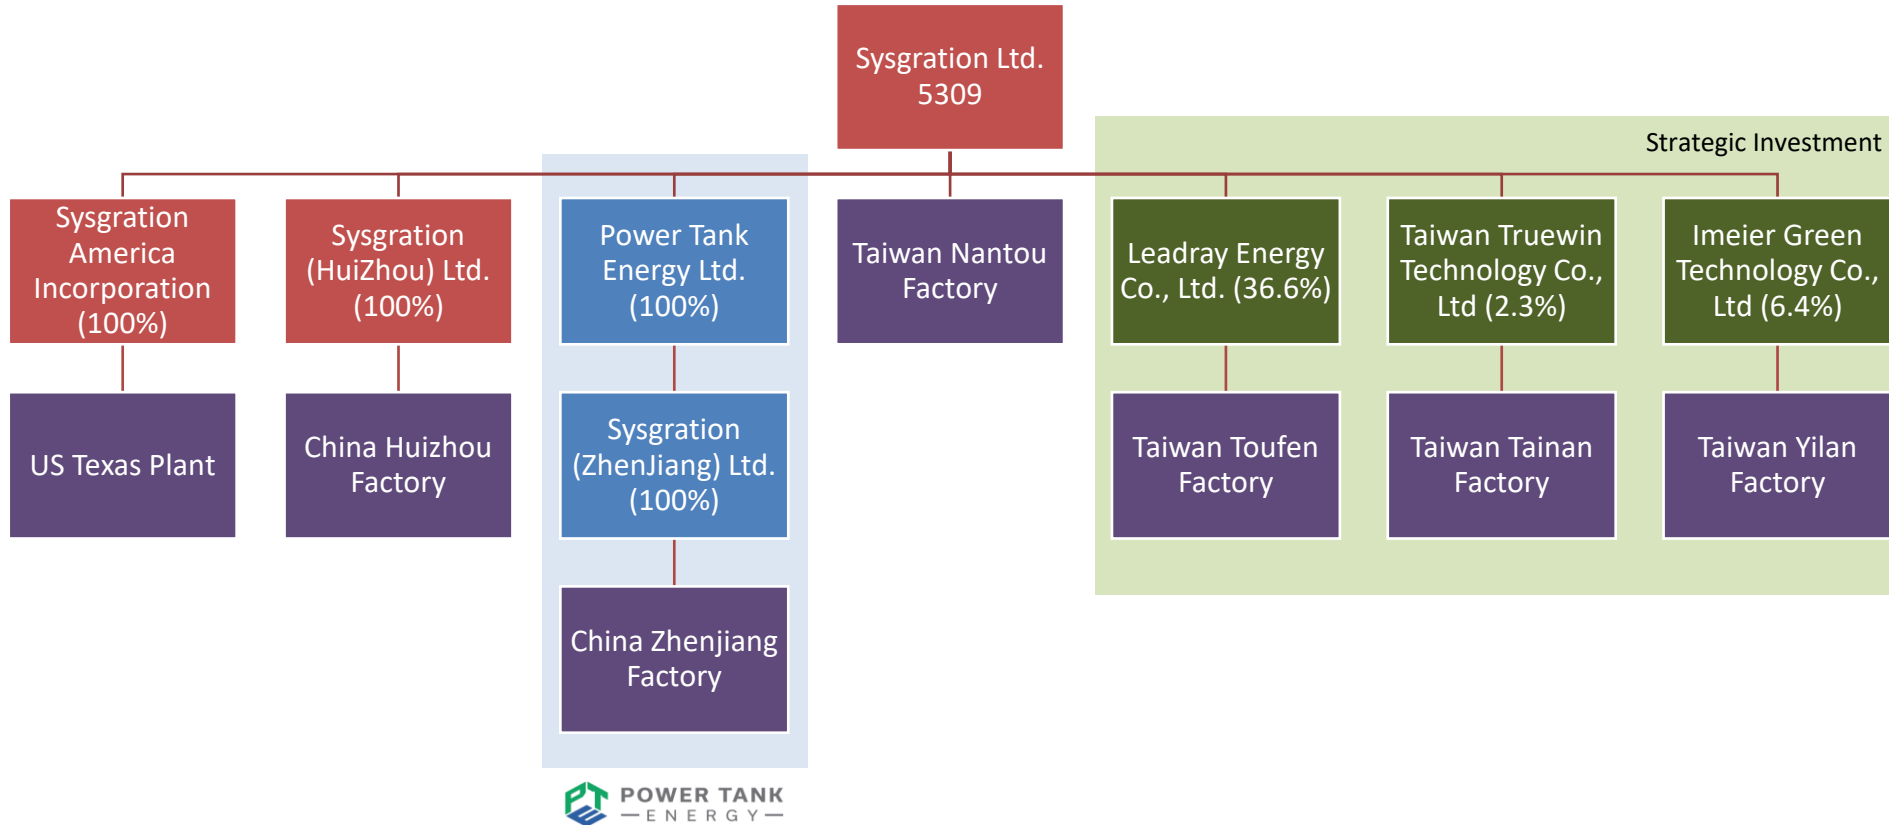 Sysgration Ltd.
5309
Strategic Investment
Sysgration
America
Incorporation
(100%)
Sysgration
(HuiZhou) Ltd.
(100%)
Power Tank
Energy Ltd.
(100%)
Taiwan Nantou
Factory
Leadray Energy
Co., Ltd. (36.6%)
Taiwan Truewin
Technology Co.,
Ltd (2.3%)
Imeier Green
Technology Co.,
Ltd (6.4%)
US Texas Plant
China Huizhou
Factory
Sysgration
(ZhenJiang) Ltd.
(100%)
Taiwan Toufen
Factory
Taiwan Tainan
Factory
Taiwan Yilan
Factory
China Zhenjiang
Factory
POWER TANK
ENERGY